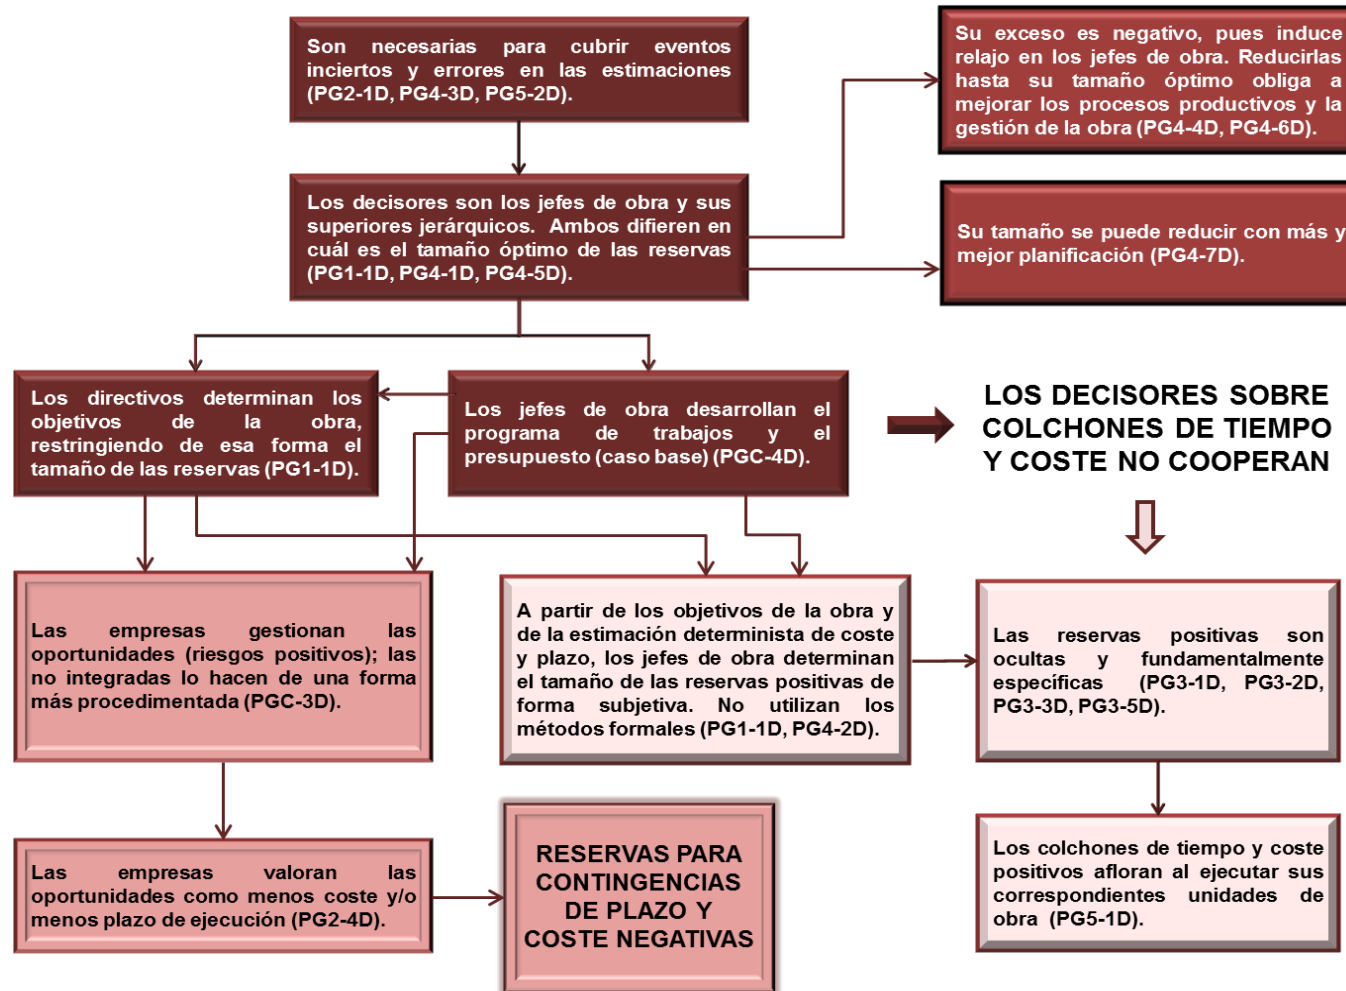 Son necesarias para cubrir eventos
inciertos y errores en las estimaciones
(PG2-1D, PG4-3D, PG5-2D).
Su exceso es negativo, pues induce
relajo en los jefes de obra. Reducirlas
hasta su tamaño óptimo obliga a
mejorar los procesos productivos y la
gestión de la obra (PG4-4D, PG4-6D).
Los decisores son los jefes de obra y sus
superiores jerárquicos. Ambos difieren en
cuál es el tamaño óptimo de las reservas
(PG1-1D, PG4-1D, PG4-5D).
Su tamaño se puede reducir con más y
mejor planificación (PG4-7D).
Los directivos determinan los
objetivos de la obra,
restringiendo de esa forma el
tamaño de las reservas (PG1-1D).
Los jefes de obra desarrollan el
programa de trabajos y el
presupuesto (caso base) (PGC-4D).
LOS DECISORES SOBRE
COLCHONES DE TIEMPO
Y COSTE NO COOPERAN
Las empresas gestionan las
oportunidades (riesgos positivos); las
no integradas lo hacen de una forma
más procedimentada (PGC-3D).
A partir de los objetivos de la obra y
de la estimación determinista de coste
y plazo, los jefes de obra determinan
el tamaño de las reservas positivas de
forma subjetiva. No utilizan los
métodos formales (PG1-1D, PG4-2D).
Las reservas positivas son
ocultas y fundamentalmente
específicas (PG3-1D, PG3-2D,
PG3-3D, PG3-5D).
Las empresas valoran las
oportunidades como menos coste y/o
menos plazo de ejecución (PG2-4D).
RESERVAS PARA
CONTINGENCIAS
DE PLAZO Y
COSTE NEGATIVAS
Los colchones de tiempo y coste
positivos afloran al ejecutar sus
correspondientes unidades de
obra (PG5-1D).